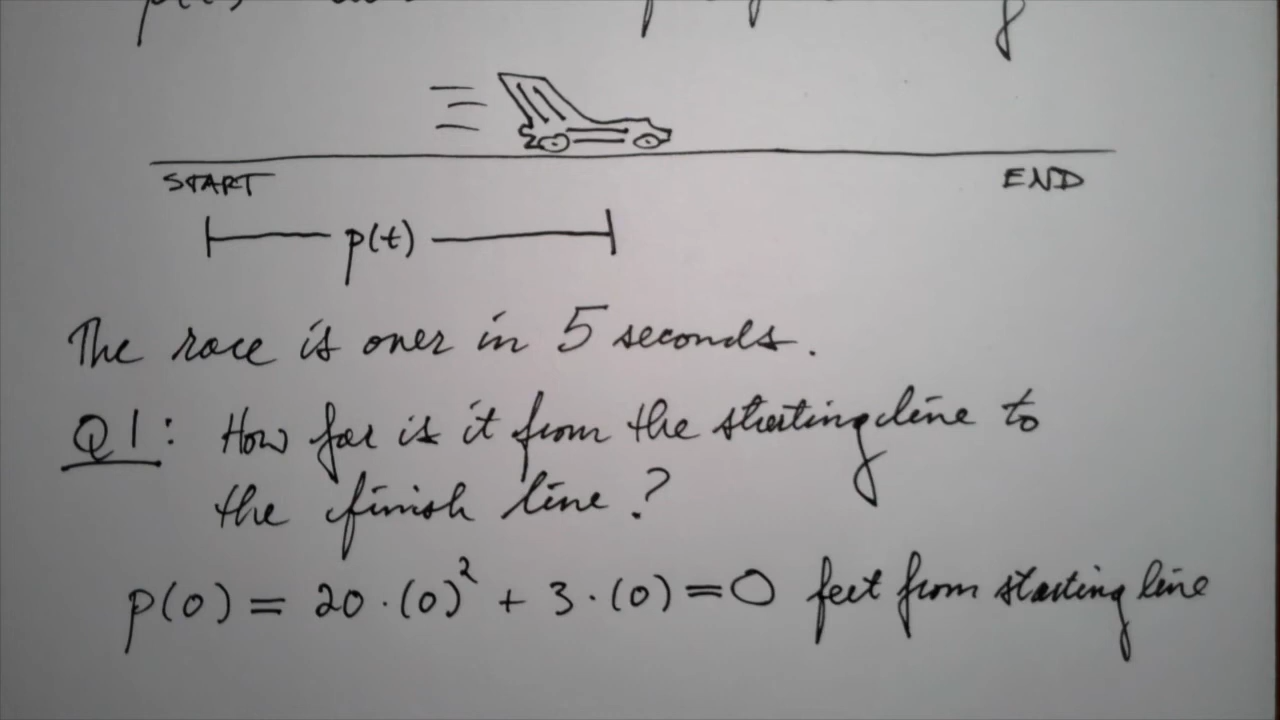 START
END
p(t)
The race is over in 5 seconds.
Q1: How far is it from the starting line to
the finish line?
p(0) = 20·(0)² + 3·(0) = 0 feet from starting line